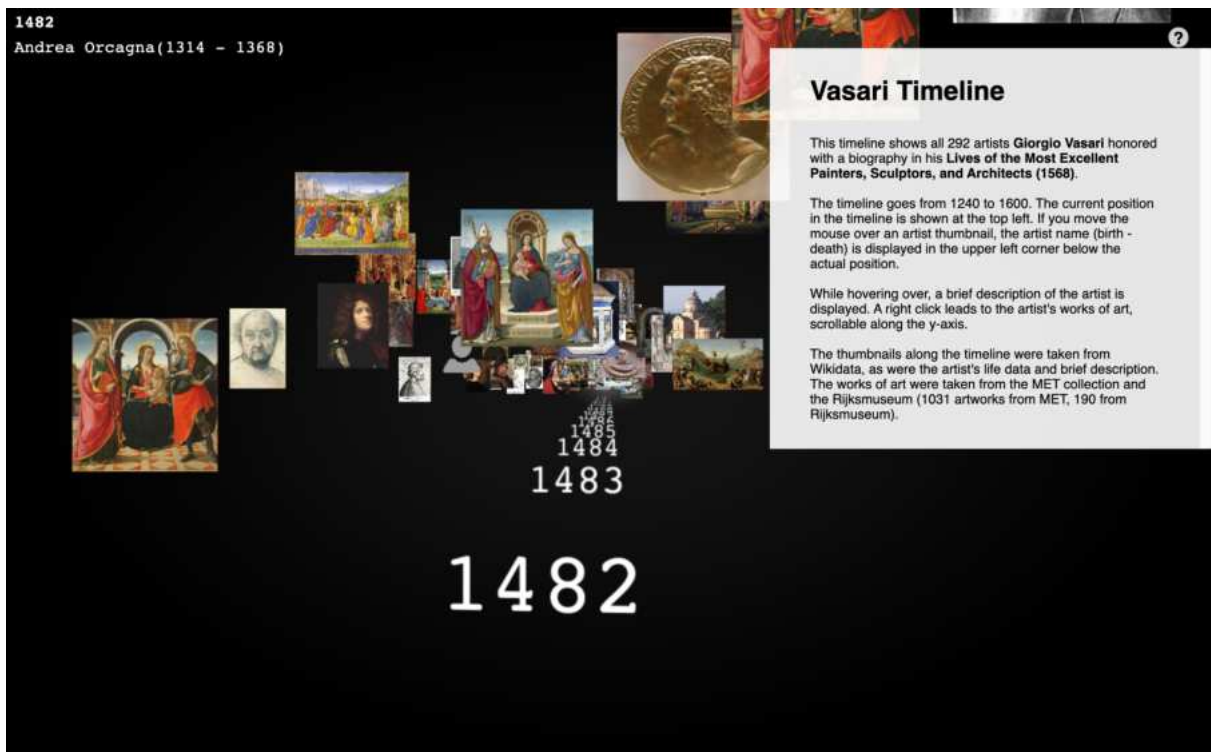 1482
Andrea Orcagna(1314 – 1368)
?
Vasari Timeline
This timeline shows all 292 artists Giorgio Vasari honored
with a biography in his Lives of the Most Excellent
Painters, Sculptors, and Architects (1568).
The timeline goes from 1240 to 1600. The current position
in the timeline is shown at the top left. If you move the
mouse over an artist thumbnail, the artist name (birth -
death) is displayed in the upper left corner below the
actual position.
While hovering over, a brief description of the artist is
displayed. A right click leads to the artist's works of art,
scrollable along the y-axis.
The thumbnails along the timeline were taken from
Wikidata, as were the artist's life data and brief description.
The works of art were taken from the MET collection and
the Rijksmuseum (1031 artworks from MET, 190 from
Rijksmuseum).
1485
1484
1483
1482